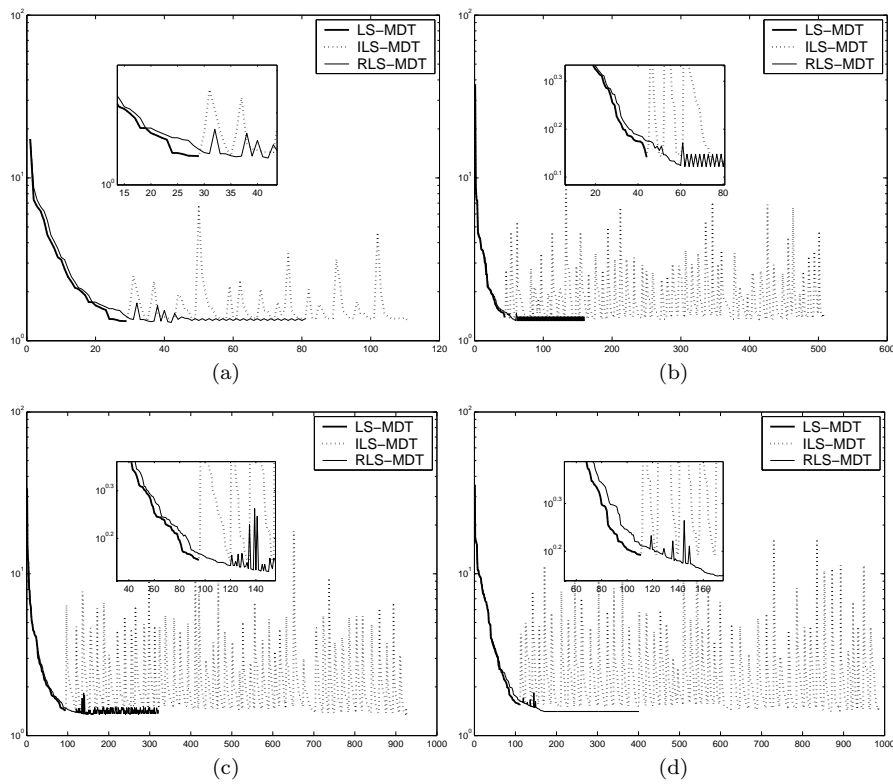 10²
10¹
10⁰
0 20 40 60 80 100 120
LS−MDT
ILS−MDT
RLS−MDT
10⁰
15 20 25 30 35 40
(a)
10²
10¹
10⁰
0 100 200 300 400 500 600
LS−MDT
ILS−MDT
RLS−MDT
10^0.3
10^0.2
10^0.1
20 40 60 80
(b)
10²
10¹
10⁰
0 100 200 300 400 500 600 700 800 900 1000
LS−MDT
ILS−MDT
RLS−MDT
10^0.3
10^0.2
40 60 80 100 120 140
(c)
10²
10¹
10⁰
0 100 200 300 400 500 600 700 800 900 1000
LS−MDT
ILS−MDT
RLS−MDT
10^0.3
10^0.2
60 80 100 120 140 160
(d)